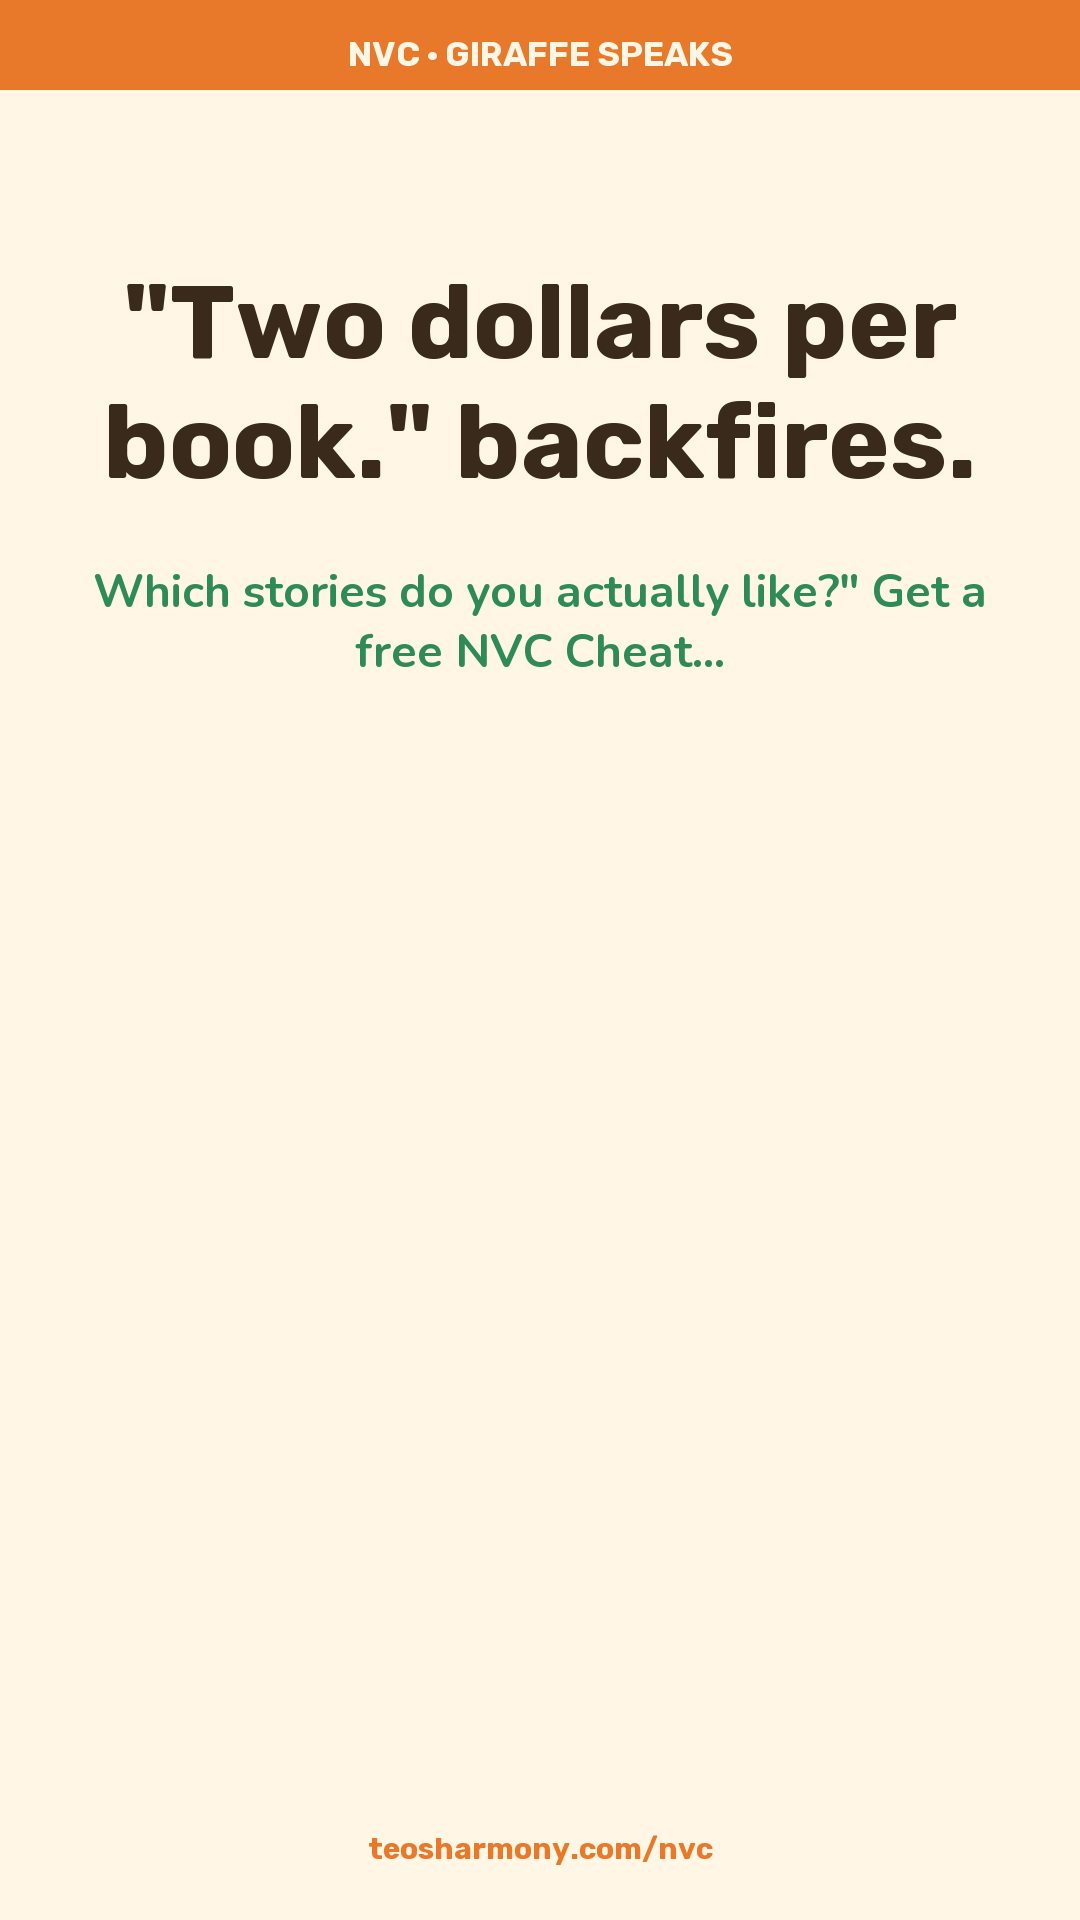 NVC • GIRAFFE SPEAKS
"Two dollars per
book." backfires.
Which stories do you actually like?" Get a
free NVC Cheat...
teosharmony.com/nvc